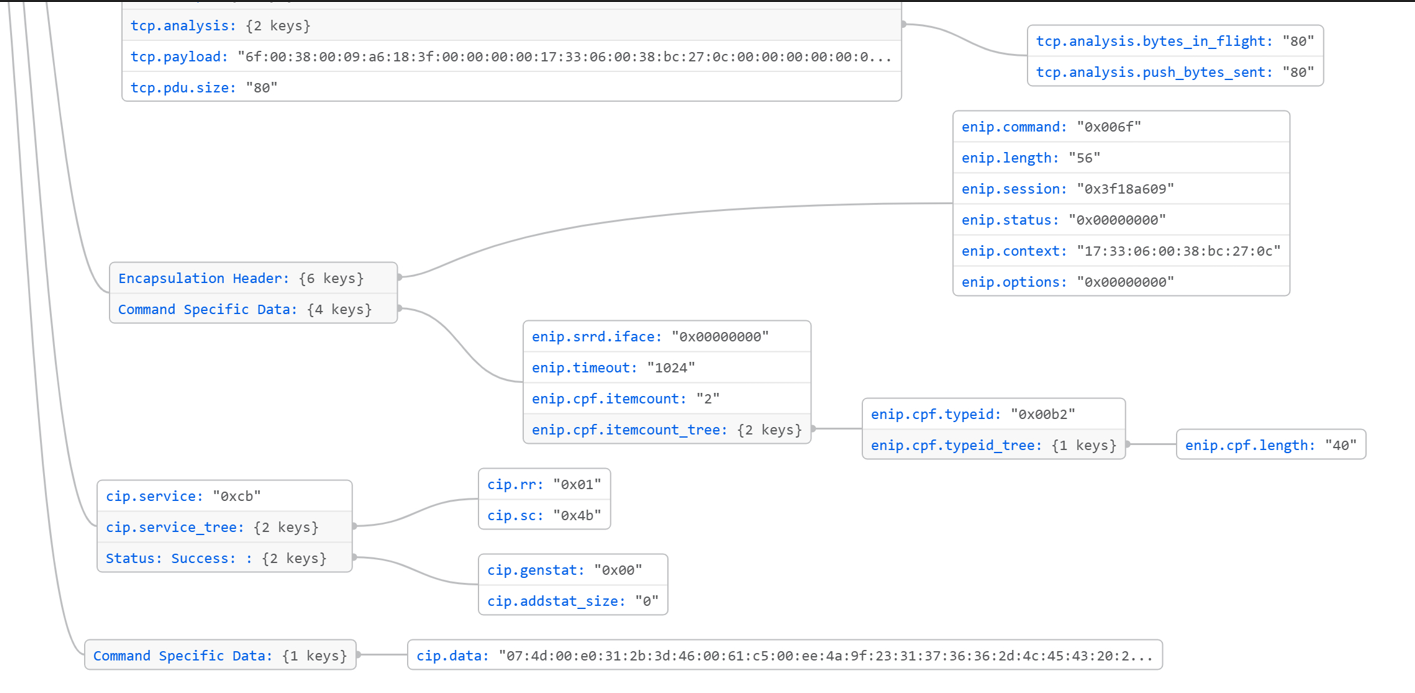 tcp.analysis: {2 keys}
tcp.payload: "6f:00:38:00:09:a6:18:3f:00:00:00:00:17:33:06:00:38:bc:27:0c:00:00:00:00:00:0...
tcp.pdu.size: "80"
tcp.analysis.bytes_in_flight: "80"
tcp.analysis.push_bytes_sent: "80"
enip.command: "0x006f"
enip.length: "56"
enip.session: "0x3f18a609"
enip.status: "0x00000000"
enip.context: "17:33:06:00:38:bc:27:0c"
enip.options: "0x00000000"
Encapsulation Header: {6 keys}
Command Specific Data: {4 keys}
enip.srrd.iface: "0x00000000"
enip.timeout: "1024"
enip.cpf.itemcount: "2"
enip.cpf.itemcount_tree: {2 keys}
enip.cpf.typeid: "0x00b2"
enip.cpf.typeid_tree: {1 keys}
enip.cpf.length: "40"
cip.service: "0xcb"
cip.service_tree: {2 keys}
Status: Success: : {2 keys}
cip.rr: "0x01"
cip.sc: "0x4b"
cip.genstat: "0x00"
cip.addstat_size: "0"
Command Specific Data: {1 keys}
cip.data: "07:4d:00:e0:31:2b:3d:46:00:61:c5:00:ee:4a:9f:23:31:37:36:36:2d:4c:45:43:20:2...